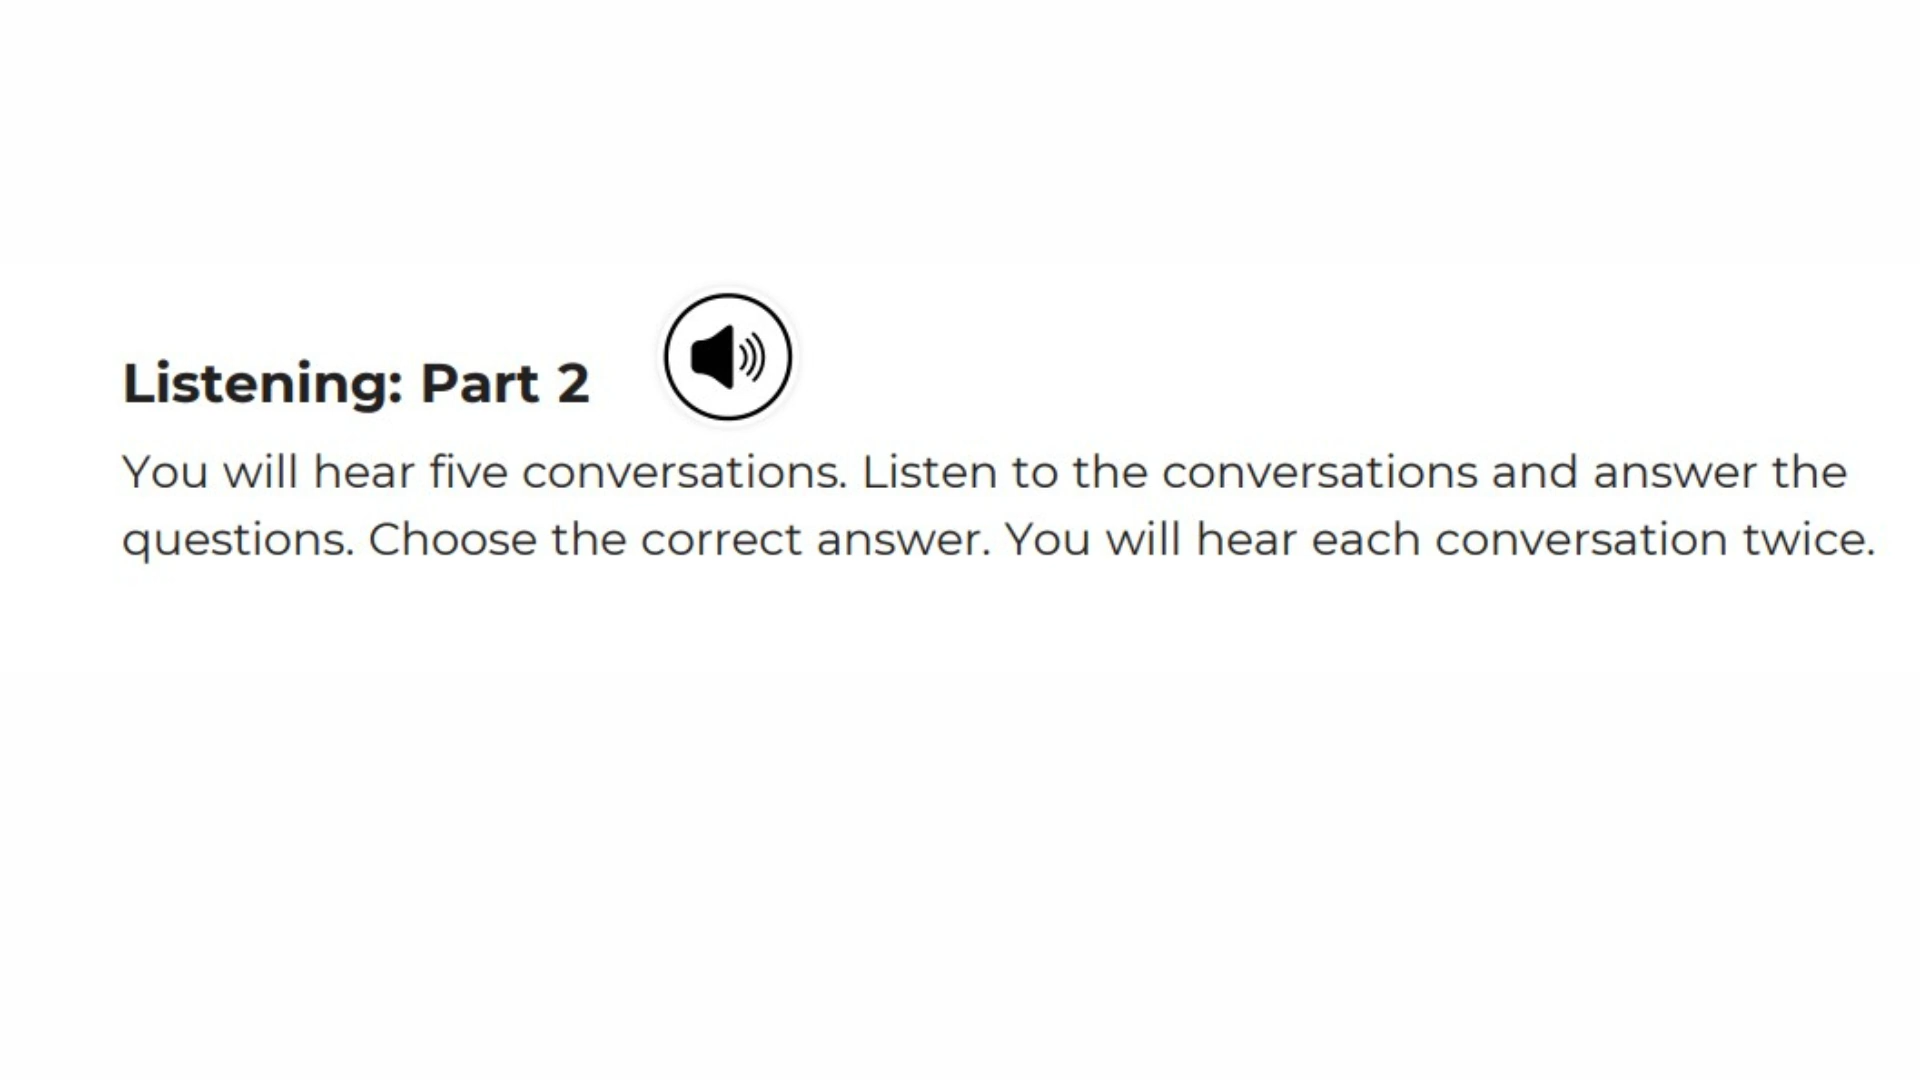 Listening: Part 2
You will hear five conversations. Listen to the conversations and answer the
questions. Choose the correct answer. You will hear each conversation twice.